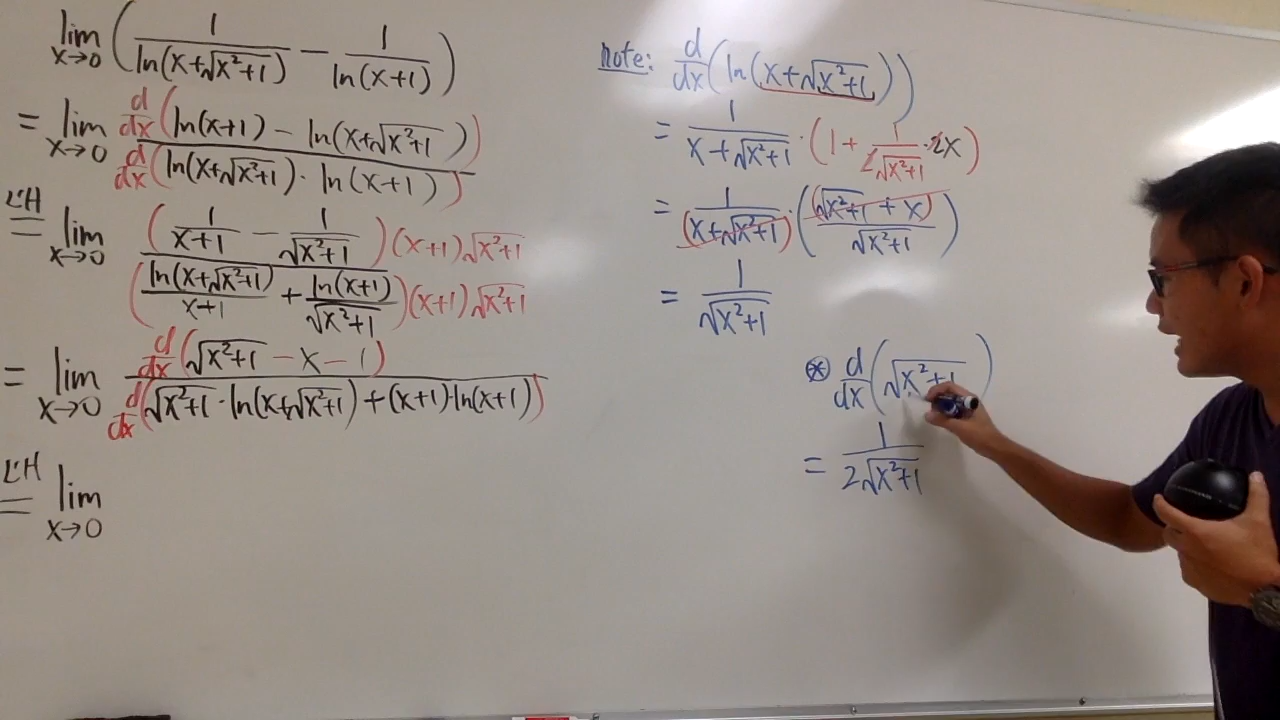 lim x→0 ( 1/ln(x+√(x²+1)) − 1/ln(x+1) )
= lim x→0 d/dx( ln(x+1) − ln(x+√(x²+1)) ) / d/dx( ln(x+√(x²+1)) · ln(x+1) )
L'H = lim x→0 ( 1/(x+1) − 1/√(x²+1) )(x+1)√(x²+1) / ( ln(x+√(x²+1))/(x+1) + ln(x+1)/√(x²+1) )(x+1)√(x²+1)
= lim x→0 d/dx( √(x²+1) − x − 1 ) / d/dx( √(x²+1) · ln(x+√(x²+1)) + (x+1)·ln(x+1) )
L'H = lim x→0
note: d/dx( ln(x+√(x²+1)) )
= 1/(x+√(x²+1)) · ( 1 + 1/(2√(x²+1)) · 2x )
= 1/(x+√(x²+1)) · ( (√(x²+1) + x)/√(x²+1) )
= 1/√(x²+1)
⊛ d/dx( √(x²+1) )
= 1/(2√(x²+1))